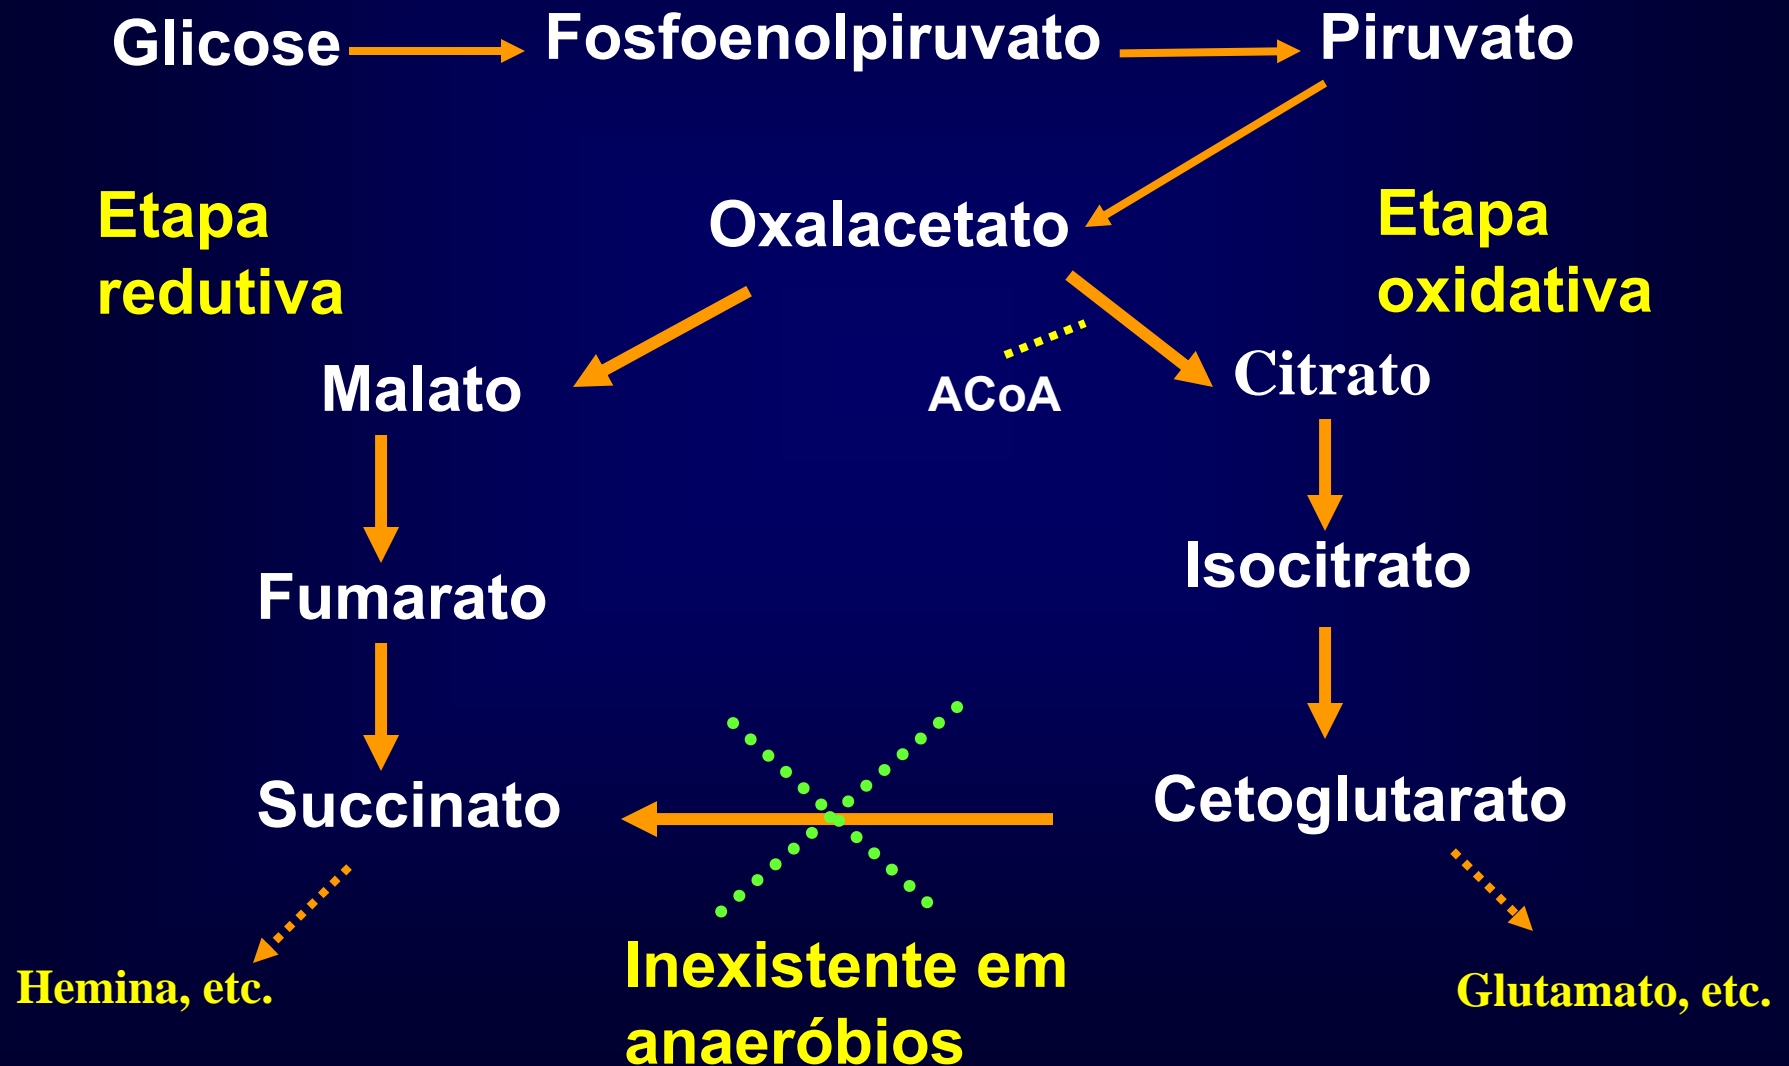 Glicose
Fosfoenolpiruvato
Piruvato
Etapa
redutiva
Oxalacetato
Etapa
oxidativa
Malato
ACoA
Citrato
Fumarato
Isocitrato
Succinato
Cetoglutarato
Hemina, etc.
Inexistente em
anaeróbios
Glutamato, etc.